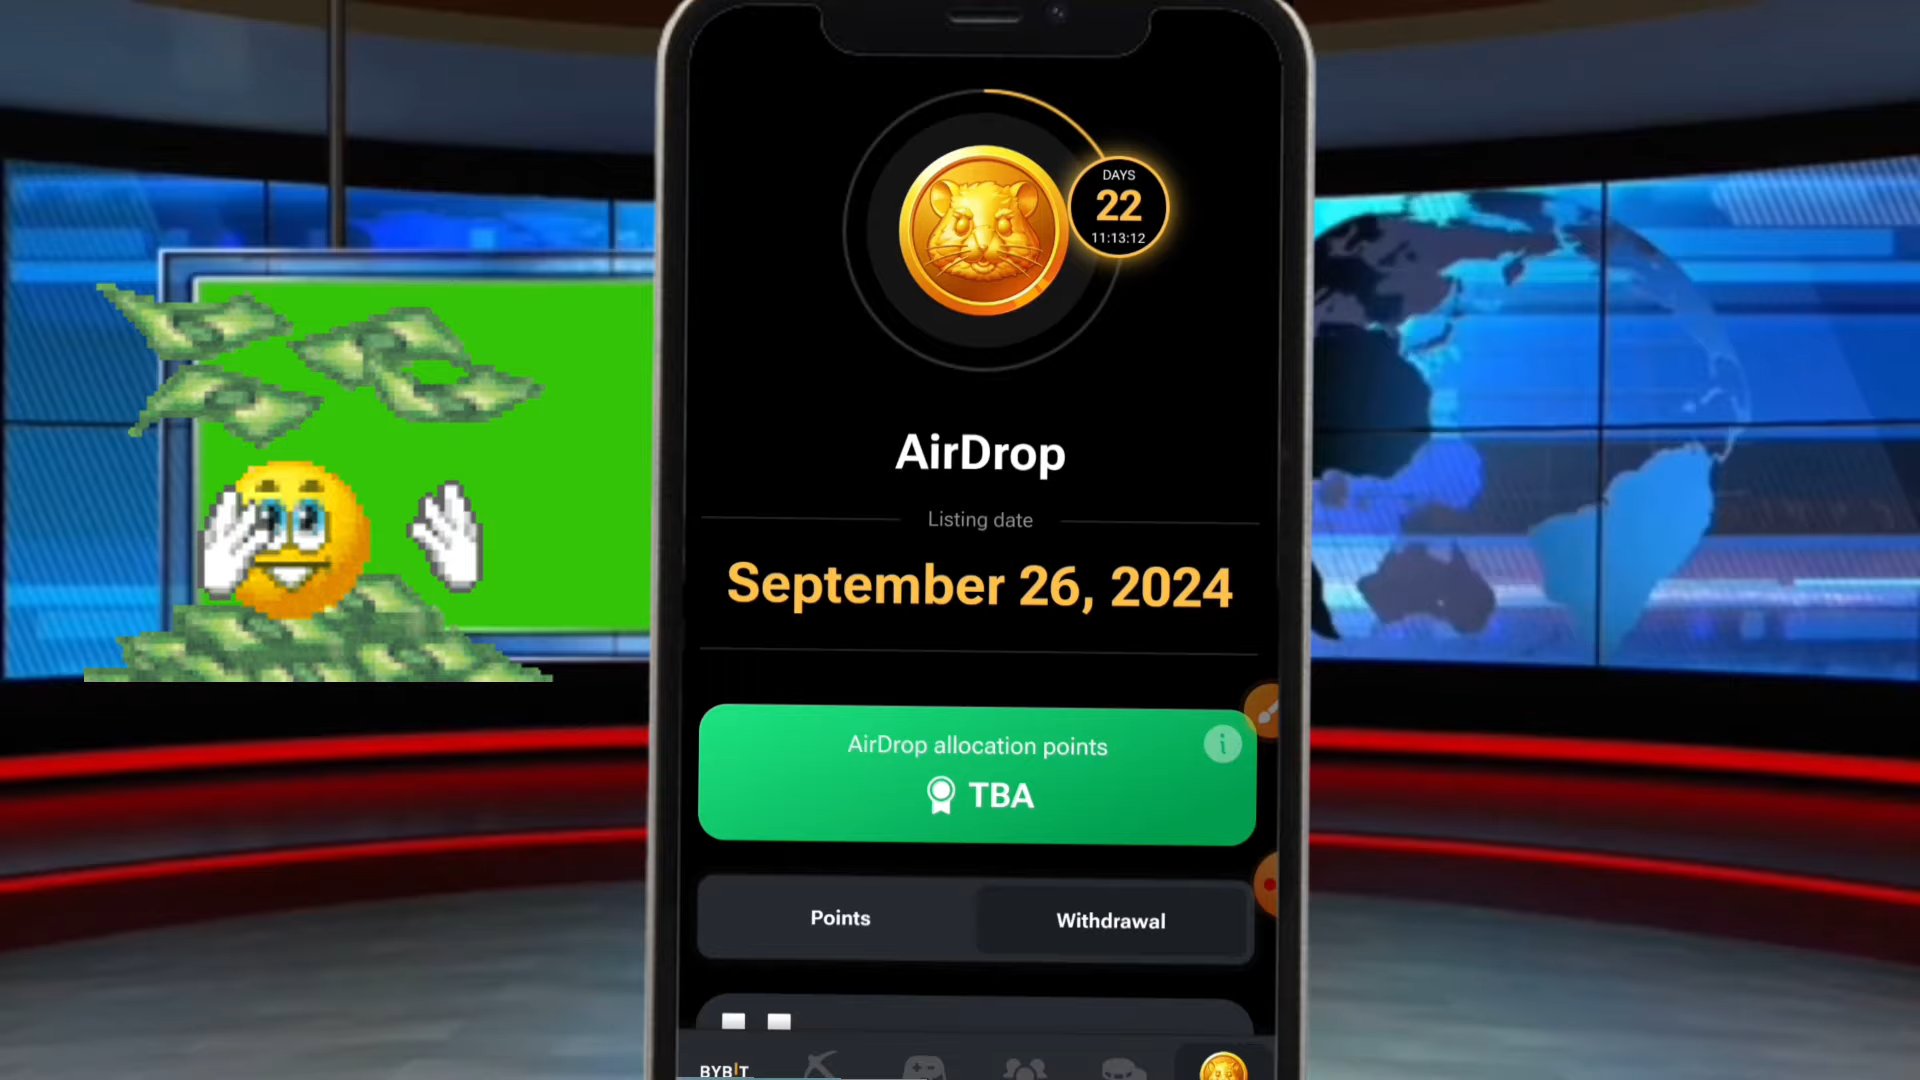 DAYS
22
11:13:12
AirDrop
Listing date
September 26, 2024
AirDrop allocation points
i
TBA
Points
Withdrawal
BYBIT